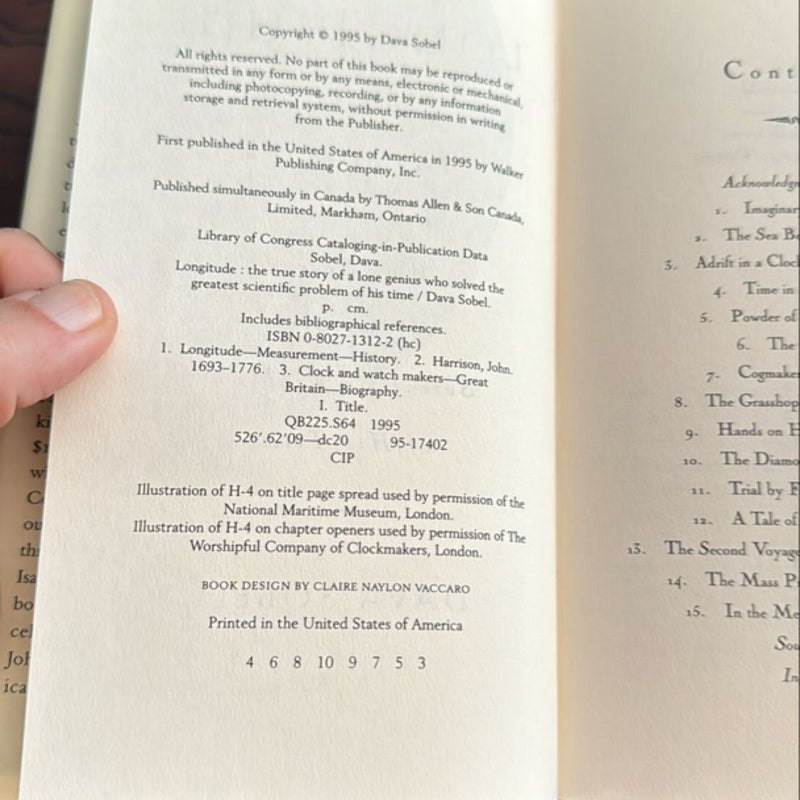 Copyright © 1995 by Dava Sobel
All rights reserved. No part of this book may be reproduced or
transmitted in any form or by any means, electronic or mechanical,
including photocopying, recording, or by any information
storage and retrieval system, without permission in writing
from the Publisher.
First published in the United States of America in 1995 by Walker
Publishing Company, Inc.
Published simultaneously in Canada by Thomas Allen & Son Canada,
Limited, Markham, Ontario
Library of Congress Cataloging-in-Publication Data
Sobel, Dava.
Longitude : the true story of a lone genius who solved the
greatest scientific problem of his time / Dava Sobel.
p. cm.
Includes bibliographical references.
ISBN 0-8027-1312-2 (hc)
1. Longitude—Measurement—History. 2. Harrison, John.
1693–1776. 3. Clock and watch makers—Great
Britain—Biography.
I. Title.
QB225.S64 1995
526'.62'09—dc20 95-17402
CIP
Illustration of H-4 on title page spread used by permission of the
National Maritime Museum, London.
Illustration of H-4 on chapter openers used by permission of The
Worshipful Company of Clockmakers, London.
BOOK DESIGN BY CLAIRE NAYLON VACCARO
Printed in the United States of America
4 6 8 10 9 7 5 3
Cont
Acknowledgm
1. Imaginar
2. The Sea Be
3. Adrift in a Clock
4. Time in
5. Powder of
6. The
7. Cogmaker
8. The Grasshop
9. Hands on H
10. The Diamo
11. Trial by F
12. A Tale of
13. The Second Voyage
14. The Mass P
15. In the Me
Sou
In